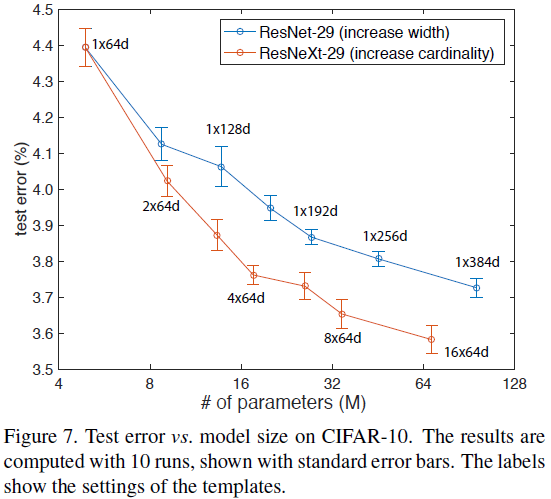 4.5
4.4
4.3
4.2
4.1
4.0
3.9
3.8
3.7
3.6
3.5
test error (%)
ResNet-29 (increase width)
ResNeXt-29 (increase cardinality)
1x64d
1x128d
2x64d
1x192d
1x256d
4x64d
1x384d
8x64d
16x64d
4 8 16 32 64 128
# of parameters (M)
Figure 7. Test error vs. model size on CIFAR-10. The results are
computed with 10 runs, shown with standard error bars. The labels
show the settings of the templates.